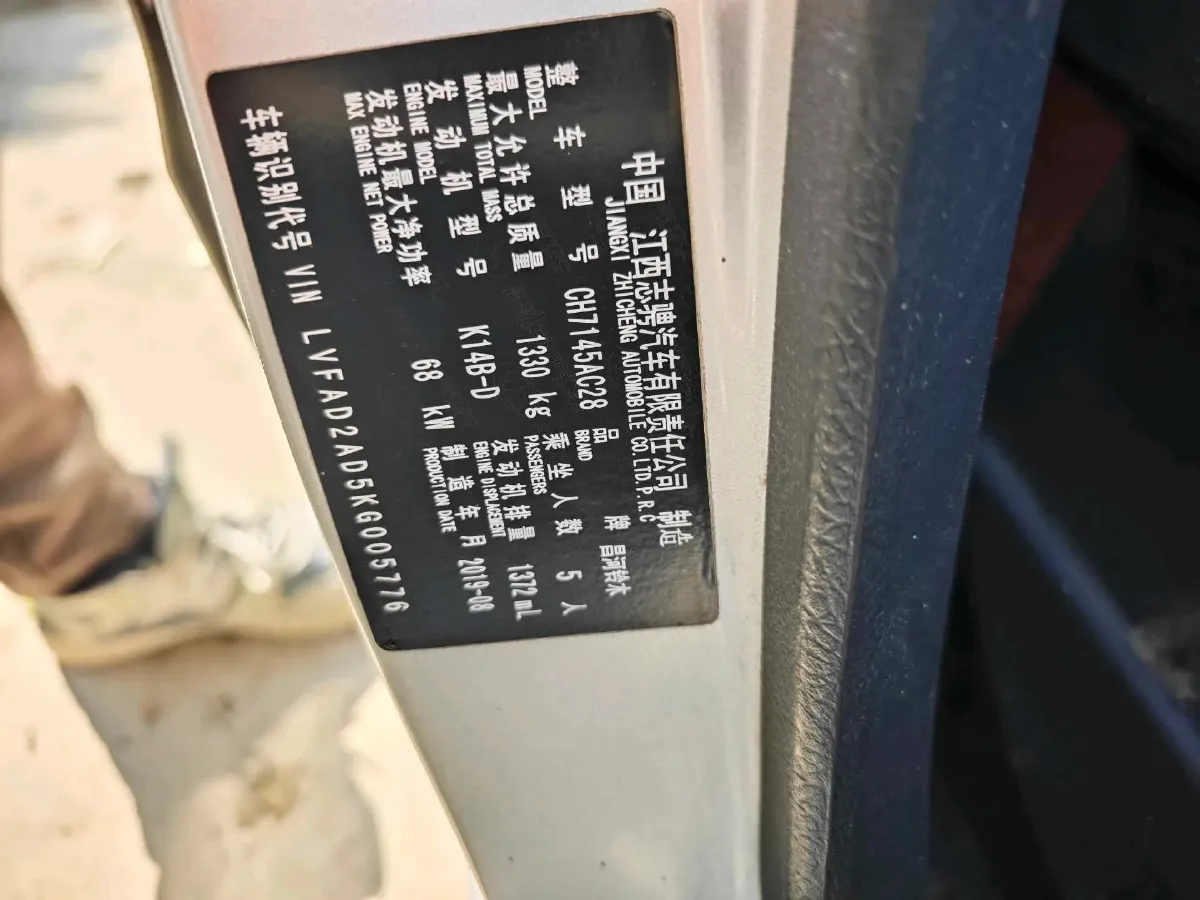 中国 江西志骋汽车有限责任公司 制造
JIANGXI ZHICHENG AUTOMOBILE CO.LTD.P.R.C
整车型号 CH7145AC28 品牌 昌河铃木
MODEL BRAND
最大允许总质量 1330 kg 乘坐人数 5 人
MAXIMUM TOTAL MASS PASSENGERS
发动机型号 K14B-D 发动机排量 1372 mL
ENGINE MODEL ENGINE DISPLACEMENT
发动机最大净功率 68 kW 制造年月 2019-08
MAX ENGINE NET POWER PRODUCTION DATE
车辆识别代号 VIN LVFAD2AD5KG005776